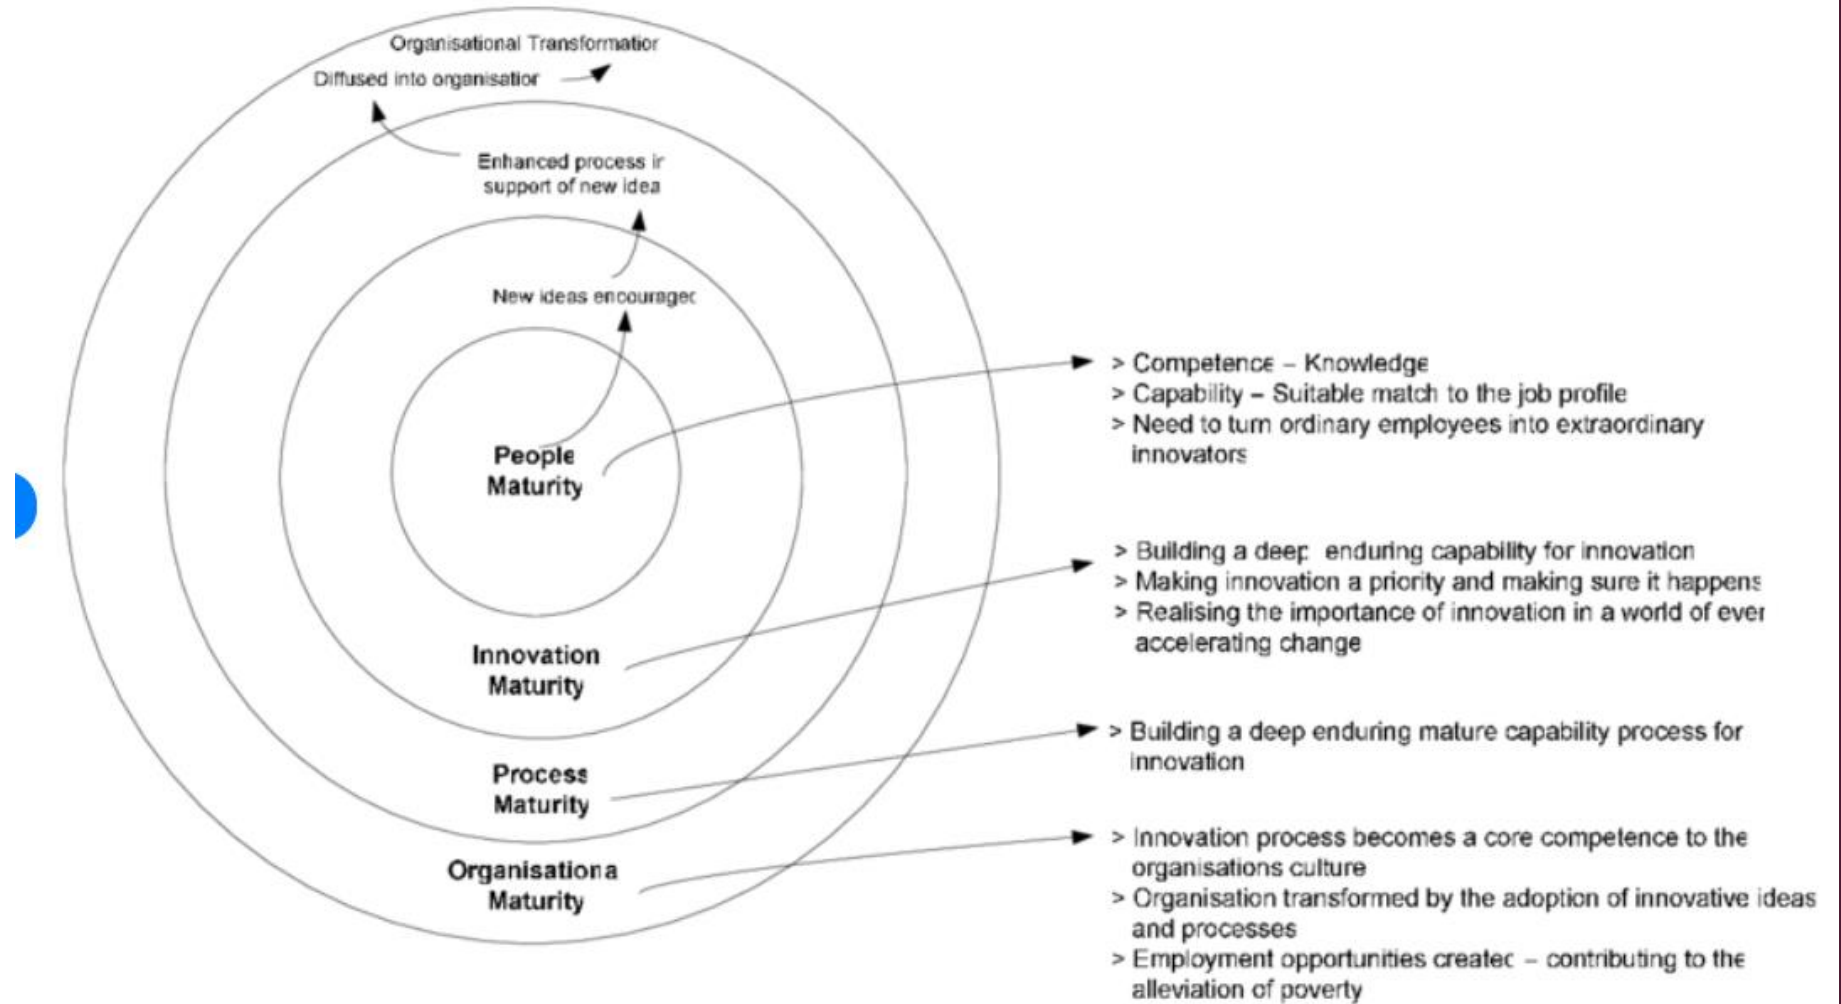 Organisational Transformatior
Diffused into organisatior
Enhanced process ir
support of new idea
New ideas encouragec
People
Maturity
Innovation
Maturity
Process
Maturity
Organisationa
Maturity
> Competence – Knowledge
> Capability – Suitable match to the job profile
> Need to turn ordinary employees into extraordinary
innovators
> Building a deep enduring capability for innovation
> Making innovation a priority and making sure it happens
> Realising the importance of innovation in a world of ever
accelerating change
> Building a deep enduring mature capability process for
innovation
> Innovation process becomes a core competence to the
organisations culture
> Organisation transformed by the adoption of innovative ideas
and processes
> Employment opportunities createc – contributing to the
alleviation of poverty